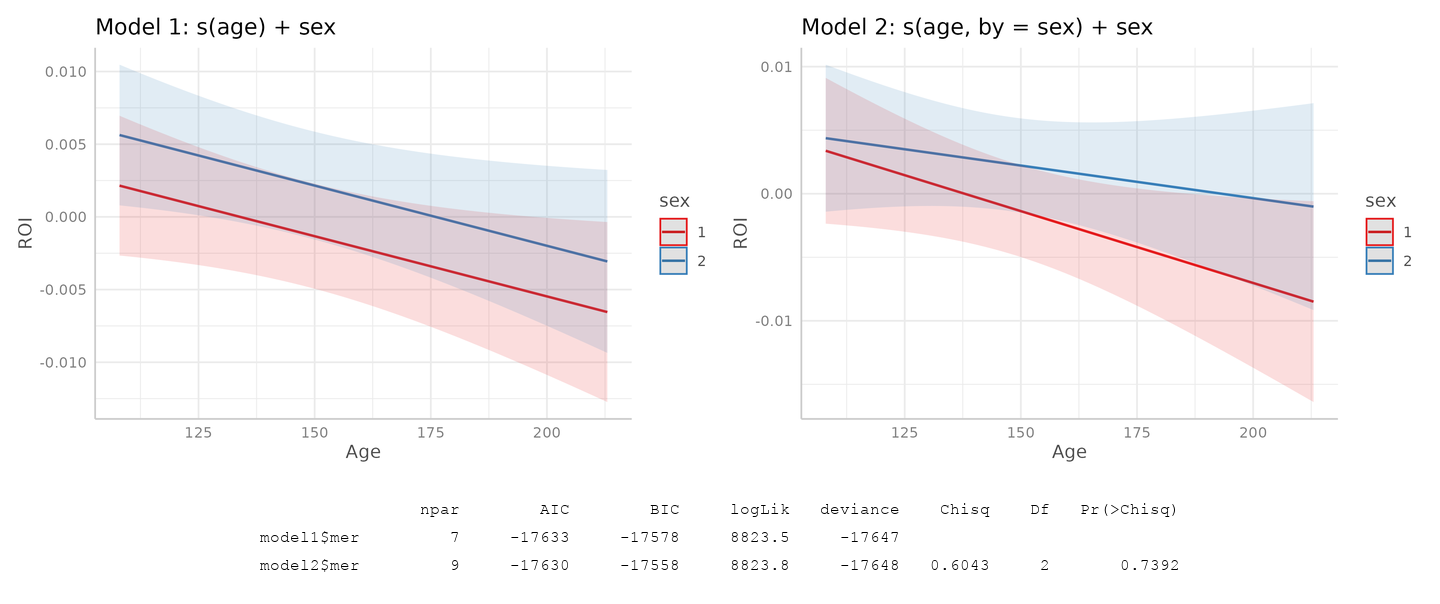 Model 1: s(age) + sex
0.010
0.005
0.000
-0.005
-0.010
ROI
125 150 175 200
Age
sex
1
2
Model 2: s(age, by = sex) + sex
0.01
0.00
-0.01
ROI
125 150 175 200
Age
sex
1
2
npar AIC BIC logLik deviance Chisq Df Pr(>Chisq)
model1$mer 7 -17633 -17578 8823.5 -17647
model2$mer 9 -17630 -17558 8823.8 -17648 0.6043 2 0.7392